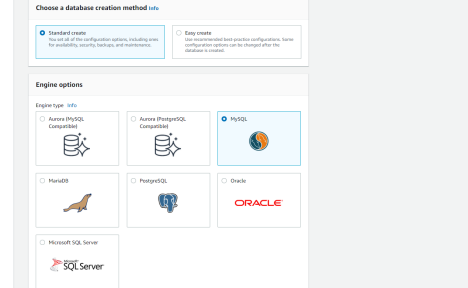 Choose a database creation method Info
Standard create
You set all of the configuration options, including ones
for availability, security, backups, and maintenance.
Easy create
Use recommended best-practice configurations. Some
configuration options can be changed after the
database is created.
Engine options
Engine type Info
Aurora (MySQL
Compatible)
Aurora (PostgreSQL
Compatible)
MySQL
MariaDB
PostgreSQL
Oracle
ORACLE
Microsoft SQL Server
Microsoft
SQL Server